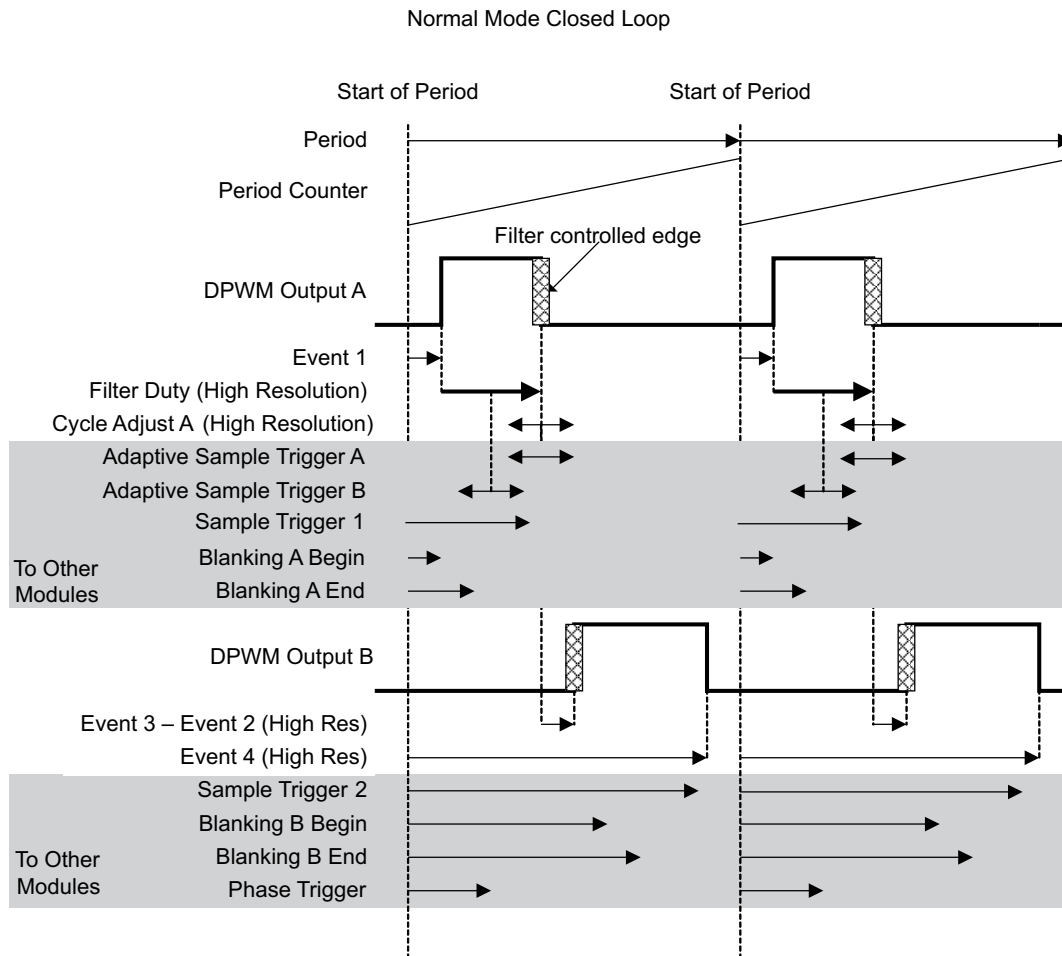 Normal Mode Closed Loop
Start of Period
Start of Period
Period
Period Counter
Filter controlled edge
DPWM Output A
Event 1
Filter Duty (High Resolution)
Cycle Adjust A (High Resolution)
Adaptive Sample Trigger A
Adaptive Sample Trigger B
Sample Trigger 1
Blanking A Begin
To Other
Modules
Blanking A End
DPWM Output B
Event 3 – Event 2 (High Res)
Event 4 (High Res)
Sample Trigger 2
Blanking B Begin
Blanking B End
To Other
Modules
Phase Trigger